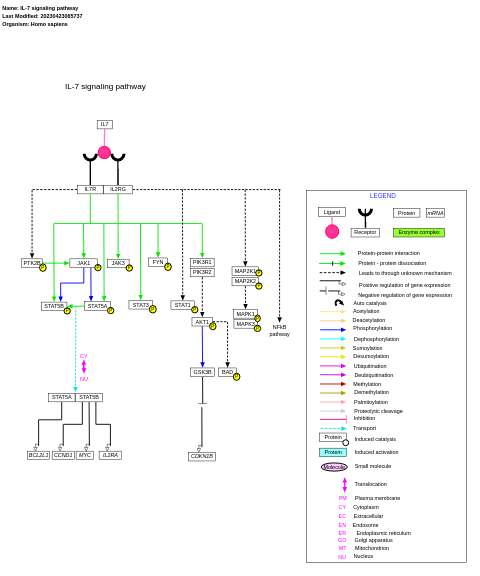 Name: IL-7 signaling pathway
Last Modified: 20230423065737
Organism: Homo sapiens
IL-7 signaling pathway
IL7
IL7R IL2RG
PTK2B JAK1 JAK3 FYN PIK3R1
PIK3R2
MAP2K1
MAP2K2
STAT5B STAT5A STAT3 STAT1
MAPK1
MAPK3
AKT1
NFkB
pathway
CY
NU
GSK3B BAD
STAT5A STAT5B
BCL2L1 CCND1 MYC IL2RA CDKN1B
LEGEND
Ligand
Receptor
Protein
mRNA
Enzyme complex
Protein-protein interaction
Protein - protein dissociation
Leads to through unknown mechanism
Positive regulation of gene expression
Negative regulation of gene expression
Auto catalysis
Acetylation
Deacetylation
Phosphorylation
Dephosphorylation
Sumoylation
Desumoylation
Ubiquitination
Deubiquitination
Methylation
Demethylation
Palmitoylation
Proteolytic cleavage
Inhibition
Transport
Protein Induced catalysis
Protein Induced activation
Molecule Small molecule
Translocation
PM Plasma membrane
CY Cytoplasm
EC Extracellular
EN Endosome
ER Endoplasmic reticulum
GO Golgi apparatus
MT Mitochondrion
NU Nucleus